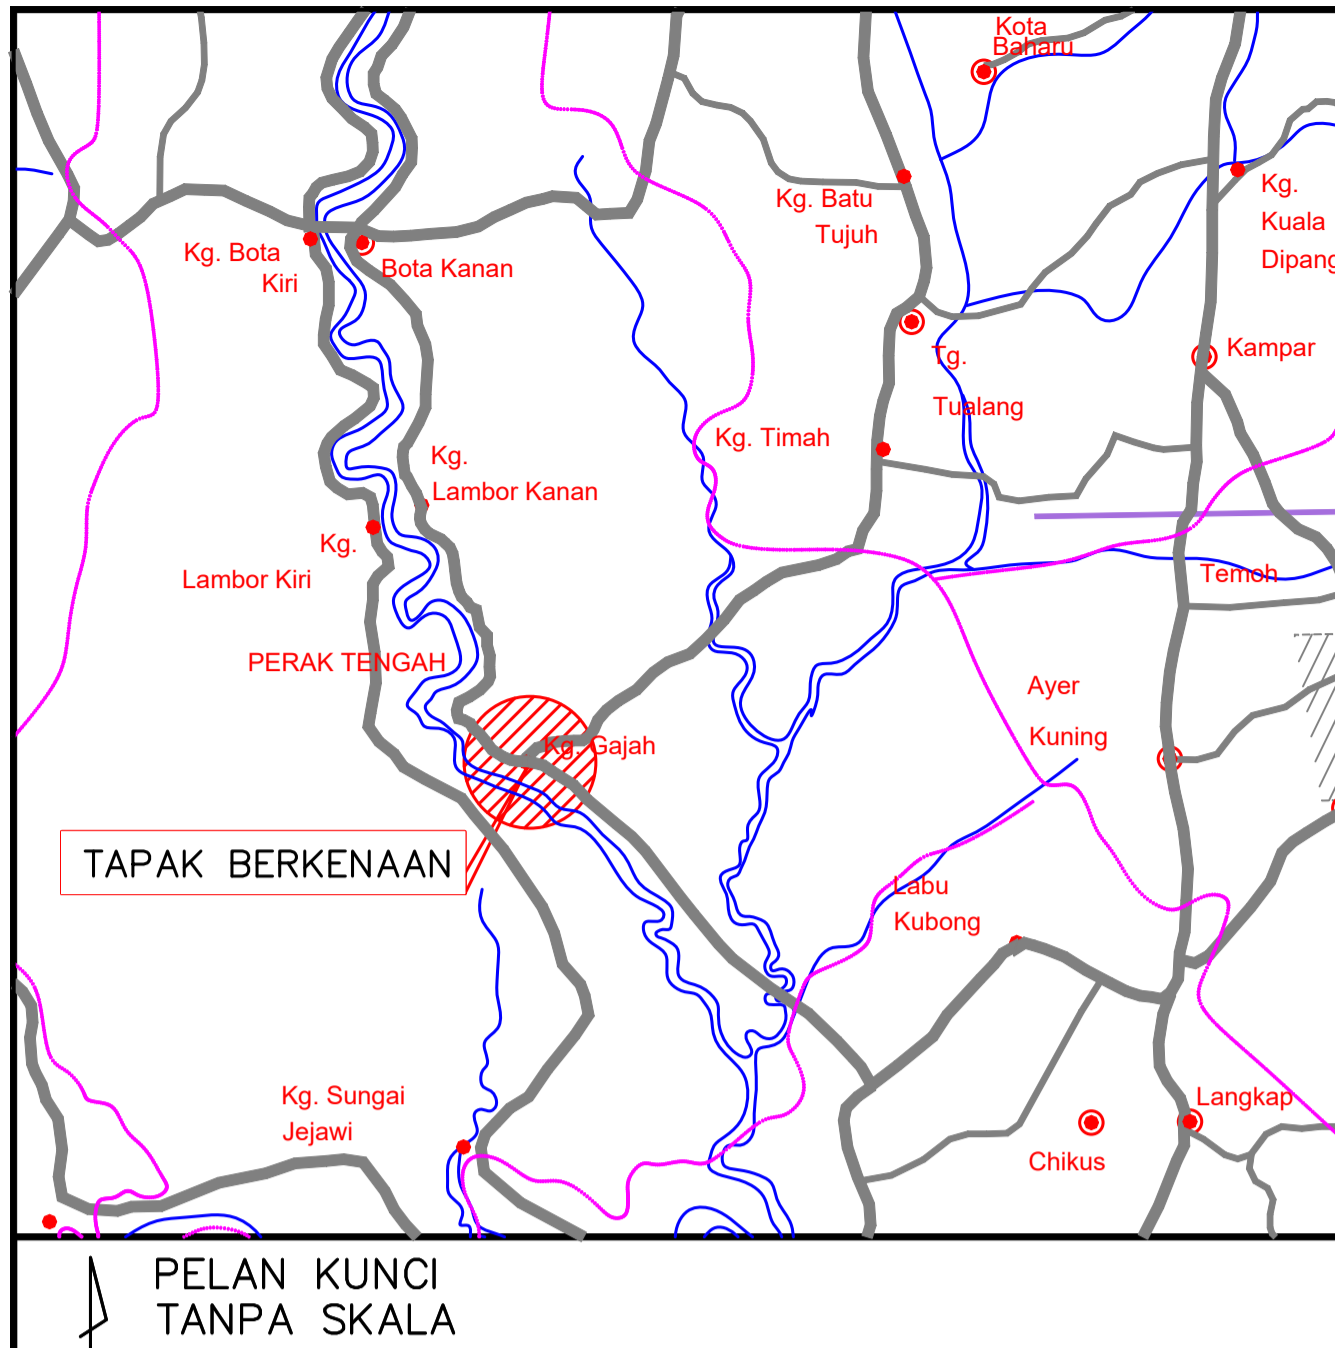 Kota
Baharu
Kg. Batu
Tujuh
Kg.
Kuala
Dipang
Kg. Bota
Kiri
Bota Kanan
Tg.
Tualang
Kampar
Kg. Timah
Kg.
Lambor Kanan
Kg.
Lambor Kiri
Temoh
PERAK TENGAH
Ayer
Kuning
Kg. Gajah
TAPAK BERKENAAN
Labu
Kubong
Kg. Sungai
Jejawi
Langkap
Chikus
PELAN KUNCI
TANPA SKALA